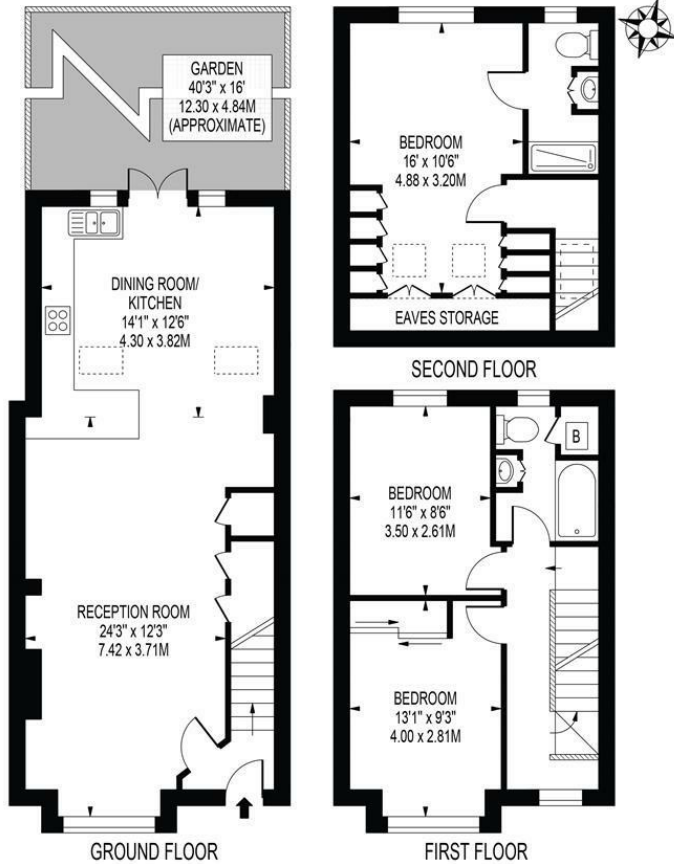 GARDEN
40'3" x 16'
12.30 x 4.84M
(APPROXIMATE)
DINING ROOM/
KITCHEN
14'1" x 12'6"
4.30 x 3.82M
RECEPTION ROOM
24'3" x 12'3"
7.42 x 3.71M
GROUND FLOOR
BEDROOM
16' x 10'6"
4.88 x 3.20M
EAVES STORAGE
SECOND FLOOR
B
BEDROOM
11'6" x 8'6"
3.50 x 2.61M
BEDROOM
13'1" x 9'3"
4.00 x 2.81M
FIRST FLOOR